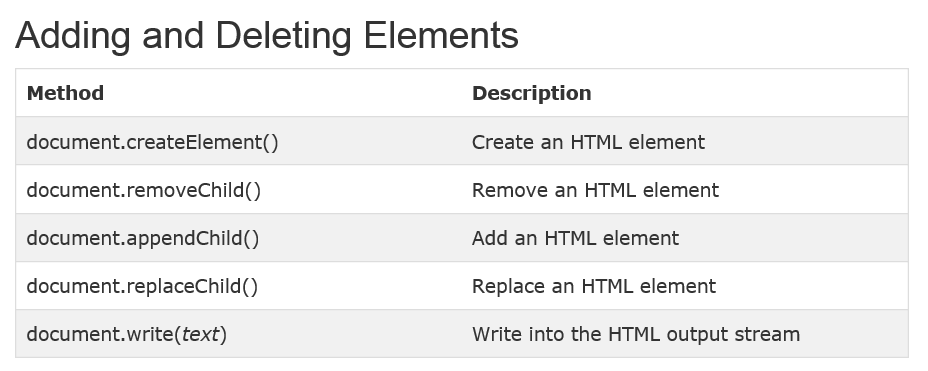 Adding and Deleting Elements
Method Description
document.createElement() Create an HTML element
document.removeChild() Remove an HTML element
document.appendChild() Add an HTML element
document.replaceChild() Replace an HTML element
document.write(text) Write into the HTML output stream